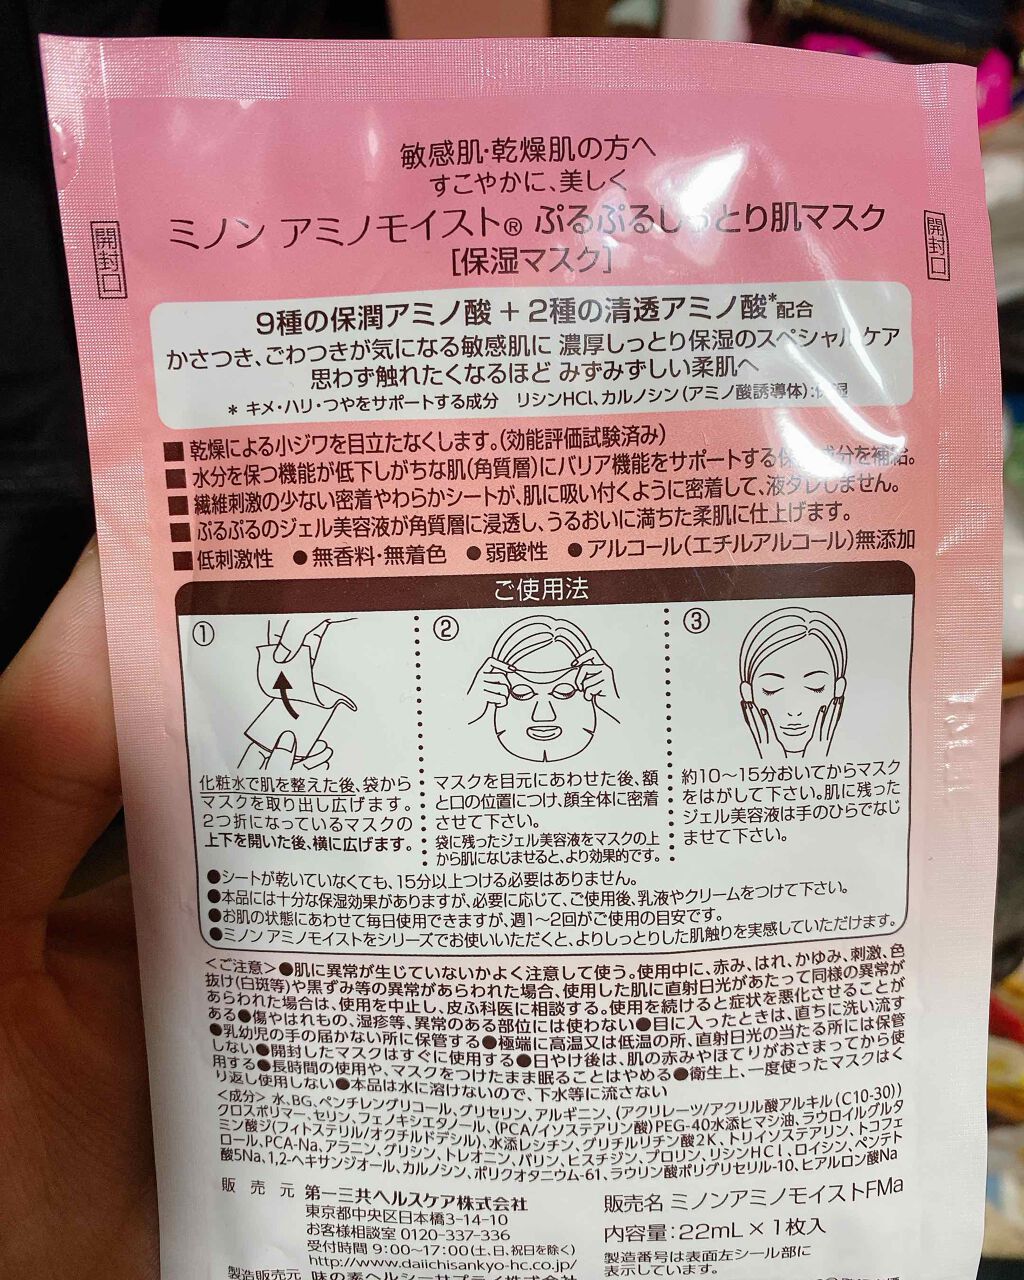 敏感肌・乾燥肌の方へ
すこやかに、美しく
ミノン アミノモイスト® ぷるぷるしっとり肌マスク
[保湿マスク]
開封口
開封口
9種の保潤アミノ酸 + 2種の清透アミノ酸*配合
かさつき、ごわつきが気になる敏感肌に 濃厚しっとり保湿のスペシャルケア
思わず触れたくなるほど みずみずしい柔肌へ
* キメ・ハリ・つやをサポートする成分 リシンHCl、カルノシン(アミノ酸誘導体):保湿
■ 乾燥による小ジワを目立たなくします。(効能評価試験済み)
■ 水分を保つ機能が低下しがちな肌(角質層)にバリア機能をサポートする保湿成分を補給。
■ 繊維刺激の少ない密着やわらかシートが、肌に吸い付くように密着して、液ダレしません。
■ ぷるぷるのジェル美容液が角質層に浸透し、うるおいに満ちた柔肌に仕上げます。
■ 低刺激性 ●無香料・無着色 ●弱酸性 ●アルコール(エチルアルコール)無添加
ご使用法
①
化粧水で肌を整えた後、袋から
マスクを取り出し広げます。
2つ折になっているマスクの
上下を開いた後、横に広げます。
②
マスクを目元にあわせた後、額
と口の位置につけ、顔全体に密着
させて下さい。
袋に残ったジェル美容液をマスクの上
から肌になじませると、より効果的です。
③
約10〜15分おいてからマスク
をはがして下さい。肌に残った
ジェル美容液は手のひらでなじ
ませて下さい。
●シートが乾いていなくても、15分以上つける必要はありません。
●本品には十分な保湿効果がありますが、必要に応じて、ご使用後、乳液やクリームをつけて下さい。
●お肌の状態にあわせて毎日使用できますが、週1〜2回がご使用の目安です。
●ミノン アミノモイストをシリーズでお使いいただくと、よりしっとりした肌触りを実感していただけます。
<ご注意>●肌に異常が生じていないかよく注意して使う。使用中に、赤み、はれ、かゆみ、刺激、色
抜け(白斑等)や黒ずみ等の異常があらわれた場合、使用した肌に直射日光があたって同様の異常が
あらわれた場合は、使用を中止し、皮ふ科医に相談する。使用を続けると症状を悪化させることが
ある●傷やはれもの、湿疹等、異常のある部位には使わない●目に入ったときは、直ちに洗い流す
●乳幼児の手の届かない所に保管する●極端に高温又は低温の所、直射日光の当たる所には保管
しない●開封したマスクはすぐに使用する●日やけ後は、肌の赤みやほてりがおさまってから使
用する●長時間の使用や、マスクをつけたまま眠ることはやめる●衛生上、一度使ったマスクはく
り返し使用しない●本品は水に溶けないので、下水等に流さない
<成分> 水、BG、ペンチレングリコール、グリセリン、アルギニン、(アクリレーツ/アクリル酸アルキル(C10-30))
クロスポリマー、セリン、フェノキシエタノール、(PCA/イソステアリン酸)PEG-40水添ヒマシ油、ラウロイルグルタ
ミン酸ジ(フィトステリル/オクチルドデシル)、水添レシチン、グリチルリチン酸2K、トリイソステアリン、トコフェ
ロール、PCA-Na、アラニン、グリシン、トレオニン、バリン、ヒスチジン、プロリン、リシンHCl、ロイシン、ペンテト
酸5Na、1,2-ヘキサンジオール、カルノシン、ポリクオタニウム-61、ラウリン酸ポリグリセリル-10、ヒアルロン酸Na
販売元 第一三共ヘルスケア株式会社
東京都中央区日本橋3-14-10
お客様相談室 0120-337-336
受付時間 9:00〜17:00(土、日、祝日を除く)
http://www.daiichisankyo-hc.co.jp/
製造販売元 味の素ヘルシーサプライ株式会社
販売名 ミノンアミノモイストFMa
内容量:22mL × 1枚入
製造番号は表面左シール部に
表示しています。